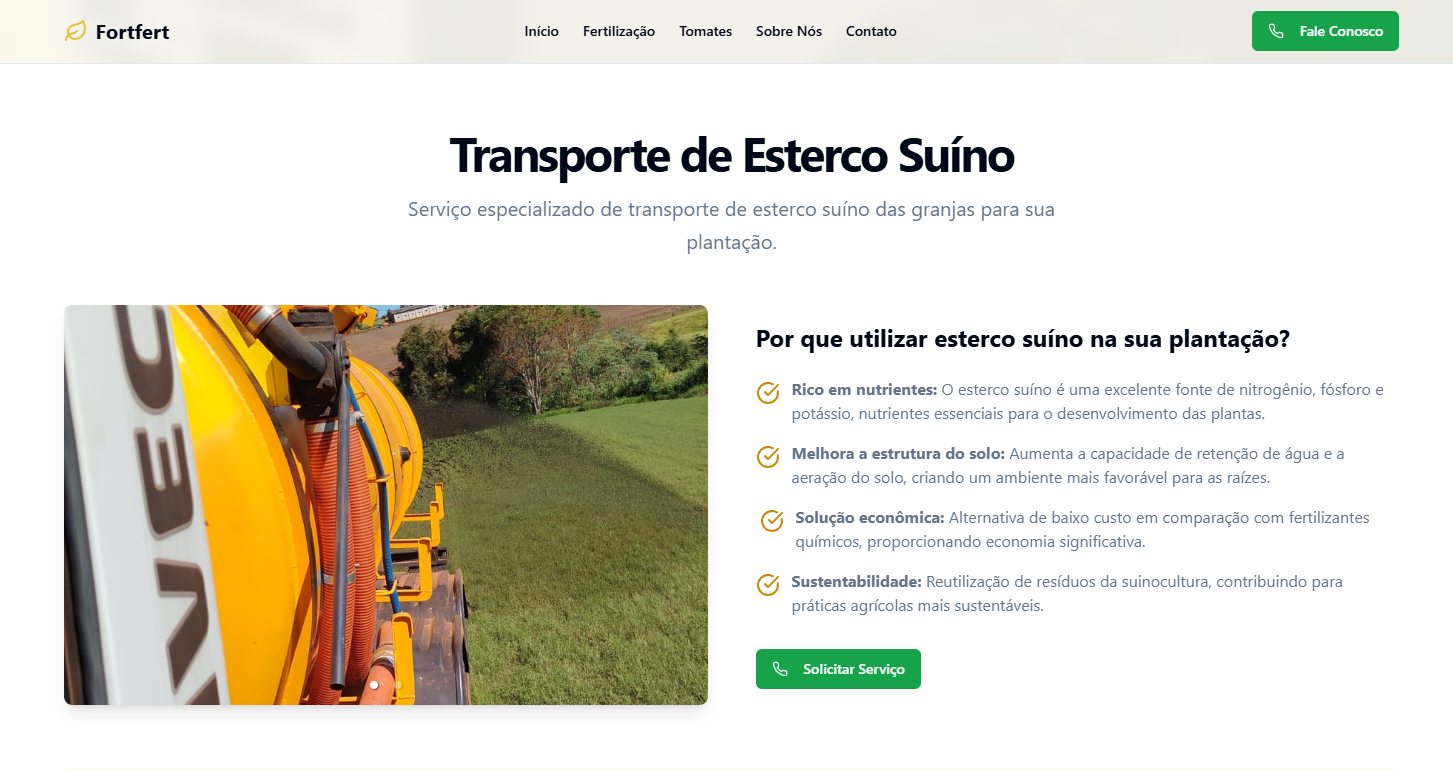 Fortfert
Início Fertilização Tomates Sobre Nós Contato
Fale Conosco
Transporte de Esterco Suíno
Serviço especializado de transporte de esterco suíno das granjas para sua
plantação.
Por que utilizar esterco suíno na sua plantação?
Rico em nutrientes: O esterco suíno é uma excelente fonte de nitrogênio, fósforo e
potássio, nutrientes essenciais para o desenvolvimento das plantas.
Melhora a estrutura do solo: Aumenta a capacidade de retenção de água e a
aeração do solo, criando um ambiente mais favorável para as raízes.
Solução econômica: Alternativa de baixo custo em comparação com fertilizantes
químicos, proporcionando economia significativa.
Sustentabilidade: Reutilização de resíduos da suinocultura, contribuindo para
práticas agrícolas mais sustentáveis.
Solicitar Serviço